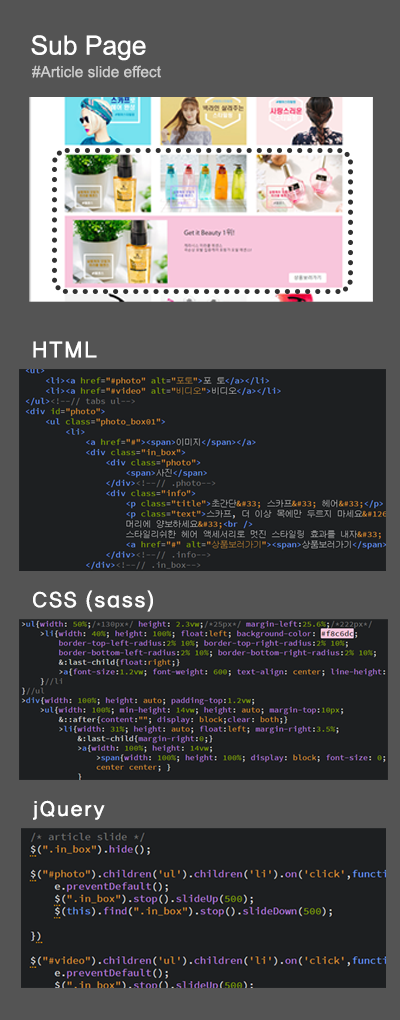 Sub Page
#Article slide effect
스카프
사랑스러운
Get it Beauty 1위!
상품보러가기
HTML
<ul>
<li><a href="#photo" alt="포토">포 토</a></li>
<li><a href="#video" alt="비디오">비디오</a></li>
</ul><!--// tabs ul-->
<div id="photo">
<ul class="photo_box01">
<li>
<a href="#"><span>이미지</span></a>
<div class="in_box">
<div class="photo">
<span>사진</span>
</div><!--// .photo-->
<div class="info">
<p class="title">초간단&#33; 스카프&#33; 헤어&#33;</p>
<p class="text">스카프, 더 이상 목에만 두르지 마세요&#126
머리에 양보하세요&#33;<br />
스타일리쉬한 헤어 액세서리로 멋진 스타일링 효과를 내자&#33;
<a href="#" alt="상품보러가기"><span>상품보러가기</span>
</div><!--// .info-->
</div><!--// .in_box-->
CSS (sass)
>ul{width: 50%;/*130px*/ height: 2.3vw;/*25px*/ margin-left:25.6%;/*222px*/
>li{width: 40%; height: 100%; float:left; background-color: #f8c6dc;
border-top-left-radius:2% 10%; border-top-right-radius:2% 10%;
border-bottom-left-radius:2% 10%; border-bottom-right-radius:2% 10%;
&:last-child{float:right;}
>a{font-size:1.2vw; font-weight: 600; text-align: center; line-height:
}//li
}//ul
>div{width: 100%; height: auto; padding-top:1.2vw;
>ul{width: 100%; min-height: 14vw; height: auto; margin-top:10px;
&::after{content:""; display: block;clear: both;}
>li{width: 31%; height: auto; float:left; margin-right:3.5%;
&:last-child{margin-right:0;}
>a{width: 100%; height: 14vw;
>span{width: 100%; height: 100%; display: block; font-size: 0;
center center; }
}
jQuery
/* article slide */
$(".in_box").hide();
$("#photo").children('ul').children('li').on('click',functi
e.preventDefault();
$(".in_box").stop().slideUp(500);
$(this).find(".in_box").stop().slideDown(500);
})
$("#video").children('ul').children('li').on('click',functi
e.preventDefault();
$(".in_box").stop().slideUp(500);